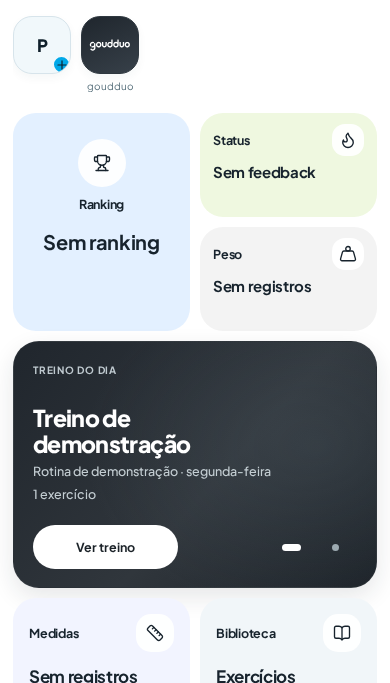 P
goudduo
goudduo
Ranking
Sem ranking
Status
Sem feedback
Peso
Sem registros
TREINO DO DIA
Treino de
demonstração
Rotina de demonstração · segunda-feira
1 exercício
Ver treino
Medidas
Sem registros
Biblioteca
Exercícios